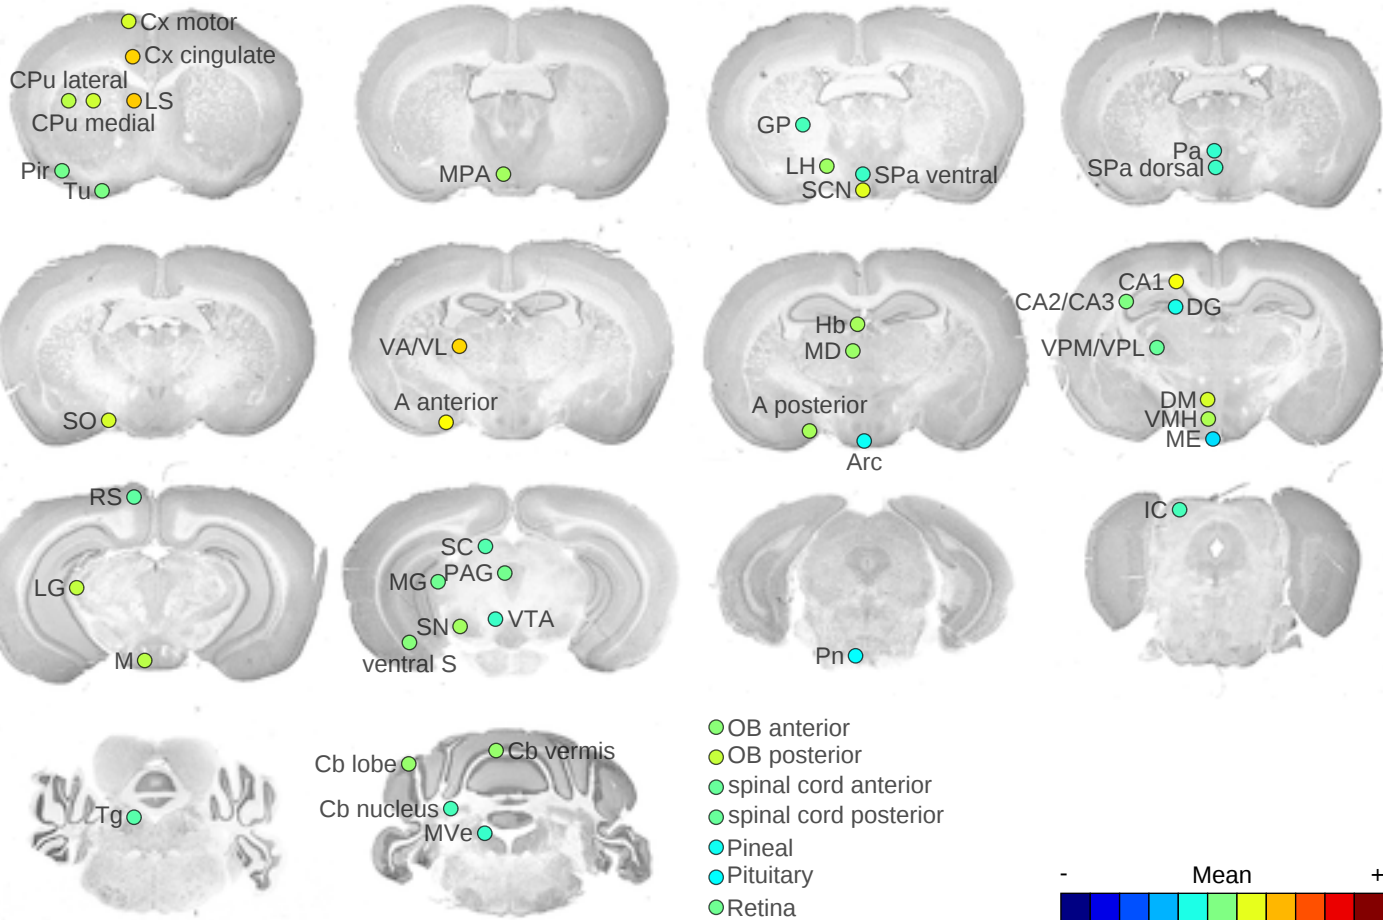 Cx motor
Cx cingulate
CPu lateral
LS
CPu medial
Pir
Tu
MPA
GP
LH
SPa ventral
SCN
Pa
SPa dorsal
SO
VA/VL
A anterior
Hb
MD
A posterior
Arc
CA1
CA2/CA3
DG
VPM/VPL
DM
VMH
ME
RS
LG
M
SC
PAG
MG
VTA
SN
ventral S
Pn
IC
Tg
Cb vermis
Cb lobe
Cb nucleus
MVe
OB anterior
OB posterior
spinal cord anterior
spinal cord posterior
Pineal
Pituitary
Retina
- Mean +